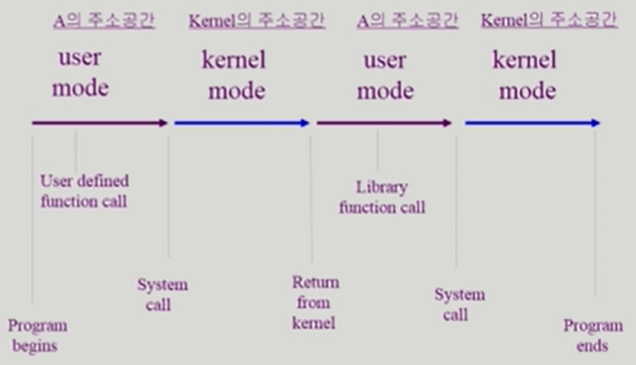 A의 주소공간
Kernel의 주소공간
A의 주소공간
Kernel의 주소공간
user
mode
kernel
mode
user
mode
kernel
mode
User defined
function call
Library
function call
System
call
Return
from
kernel
System
call
Program
begins
Program
ends